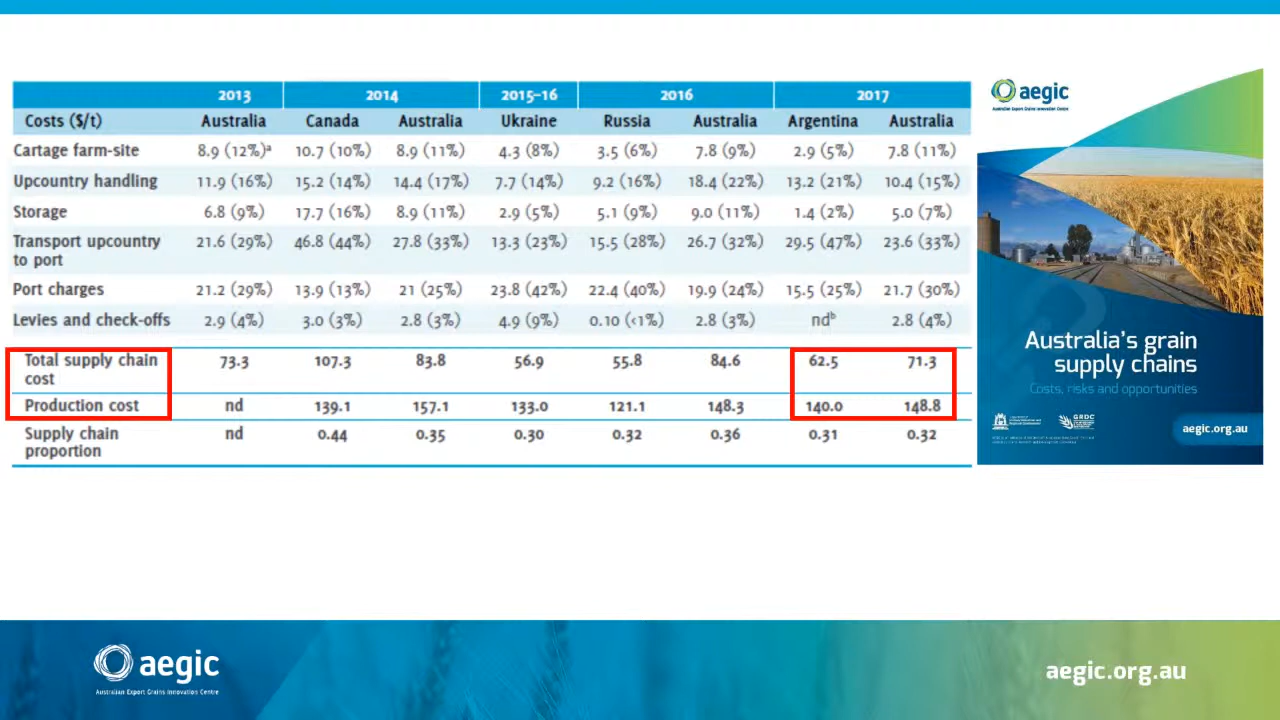 2013 2014 2015–16 2016 2017
Costs ($/t) Australia Canada Australia Ukraine Russia Australia Argentina Australia
Cartage farm-site 8.9 (12%)ᵃ 10.7 (10%) 8.9 (11%) 4.3 (8%) 3.5 (6%) 7.8 (9%) 2.9 (5%) 7.8 (11%)
Upcountry handling 11.9 (16%) 15.2 (14%) 14.4 (17%) 7.7 (14%) 9.2 (16%) 18.4 (22%) 13.2 (21%) 10.4 (15%)
Storage 6.8 (9%) 17.7 (16%) 8.9 (11%) 2.9 (5%) 5.1 (9%) 9.0 (11%) 1.4 (2%) 5.0 (7%)
Transport upcountry 21.6 (29%) 46.8 (44%) 27.8 (33%) 13.3 (23%) 15.5 (28%) 26.7 (32%) 29.5 (47%) 23.6 (33%)
to port
Port charges 21.2 (29%) 13.9 (13%) 21 (25%) 23.8 (42%) 22.4 (40%) 19.9 (24%) 15.5 (25%) 21.7 (30%)
Levies and check-offs 2.9 (4%) 3.0 (3%) 2.8 (3%) 4.9 (9%) 0.10 (<1%) 2.8 (3%) ndᵇ 2.8 (4%)
Total supply chain 73.3 107.3 83.8 56.9 55.8 84.6 62.5 71.3
cost
Production cost nd 139.1 157.1 133.0 121.1 148.3 140.0 148.8
Supply chain nd 0.44 0.35 0.30 0.32 0.36 0.31 0.32
proportion
aegic
Australian Export Grains Innovation Centre
Australia's grain
supply chains
Costs, risks and opportunities
GRDC
aegic.org.au
aegic
Australian Export Grains Innovation Centre
aegic.org.au